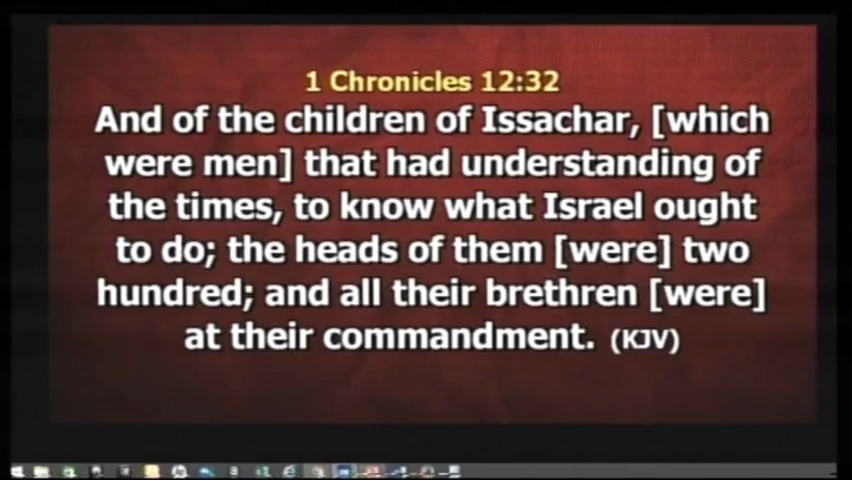 1 Chronicles 12:32
And of the children of Issachar, [which
were men] that had understanding of
the times, to know what Israel ought
to do; the heads of them [were] two
hundred; and all their brethren [were]
at their commandment. (KJV)